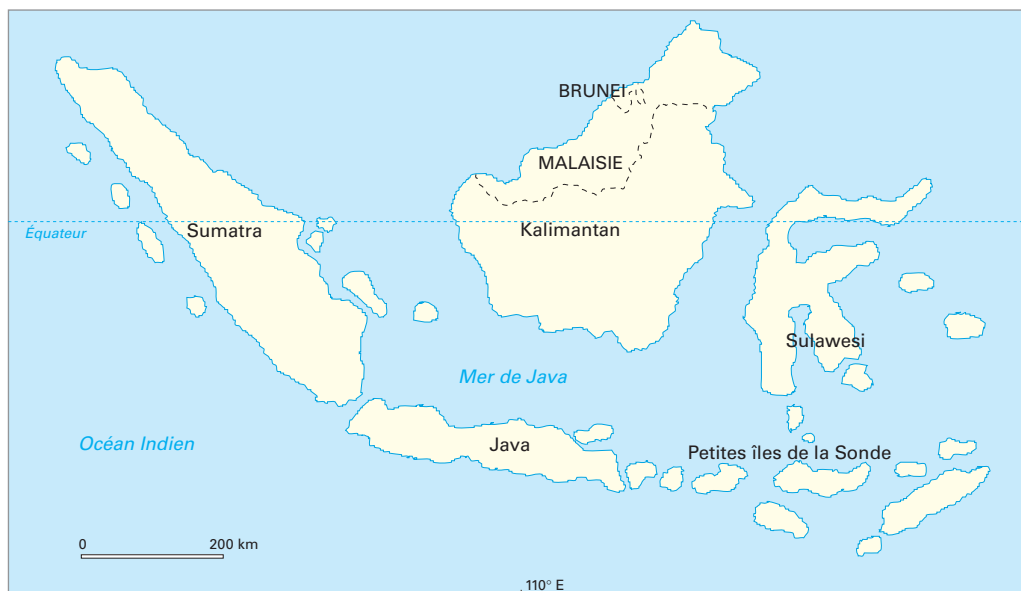 BRUNEI
MALAISIE
Équateur
Sumatra
Kalimantan
Sulawesi
Mer de Java
Océan Indien
Java
Petites îles de la Sonde
0 200 km
110° E